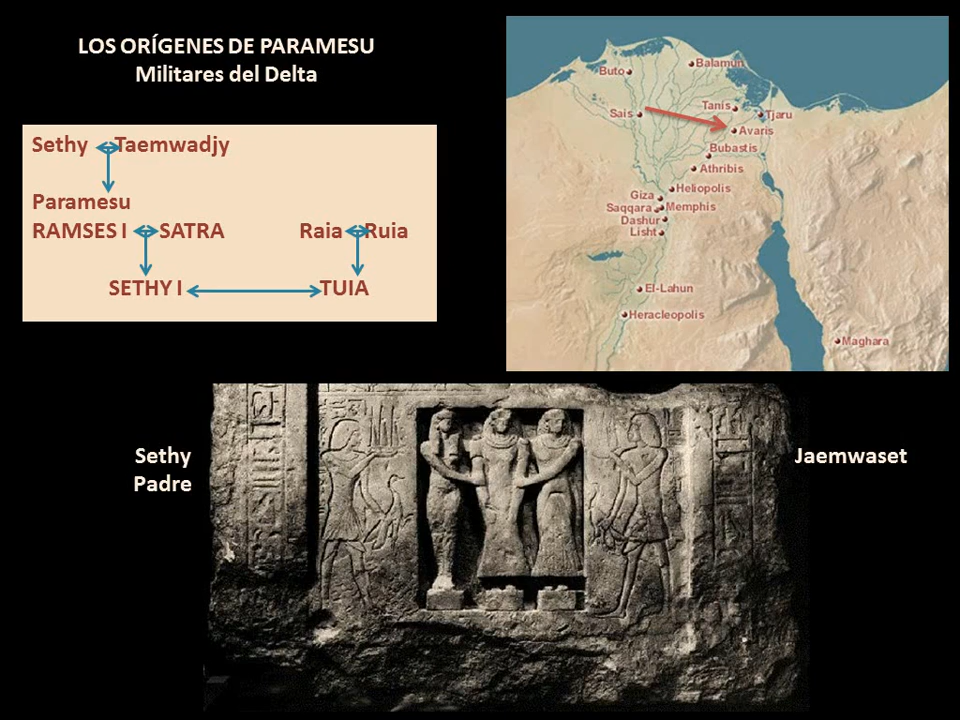 LOS ORÍGENES DE PARAMESU
Militares del Delta
Sethy Taemwadjy
Paramesu
RAMSES I SATRA Raia Ruia
SETHY I TUIA
Balamun
Buto
Tanis
Sais
Tjaru
Avaris
Bubastis
Athribis
Heliopolis
Giza
Saqqara
Memphis
Dashur
Lisht
El-Lahun
Heracleopolis
Maghara
Sethy
Padre
Jaemwaset